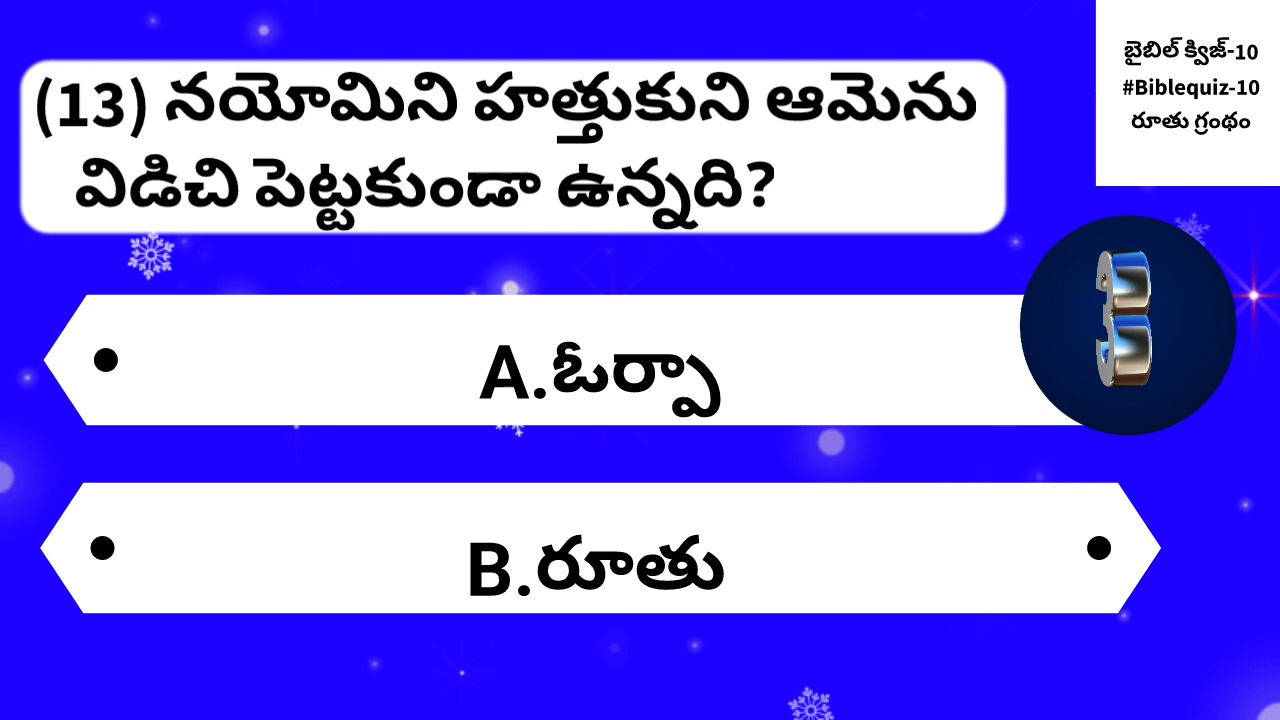 బైబిల్ క్విజ్-10
#Biblequiz-10
రూతు గ్రంథం
(13) నయోమిని హత్తుకుని ఆమెను
విడిచి పెట్టకుండా ఉన్నది?
3
A.ఓర్పా
B.రూతు